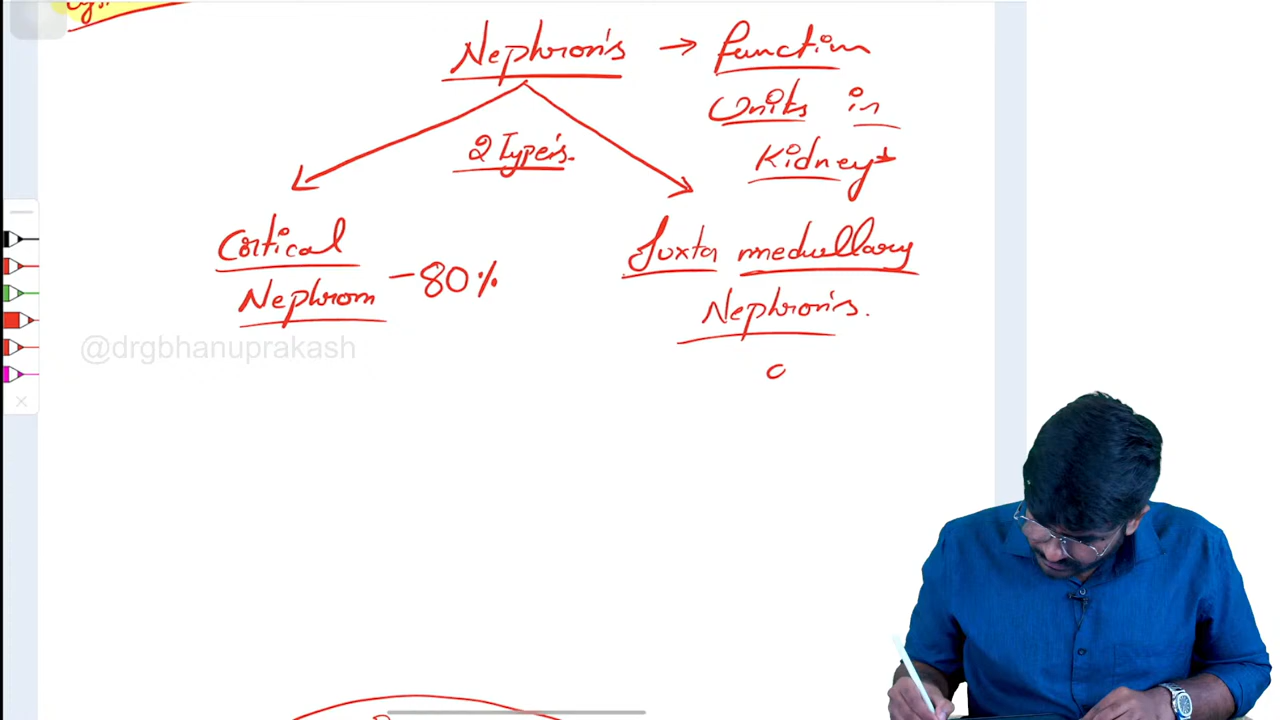 Nephron's → function
Units in
Kidney
2 Type's.
Cortical
Nephron - 80%
Juxta medullary
Nephron's.
@drgbhanuprakash